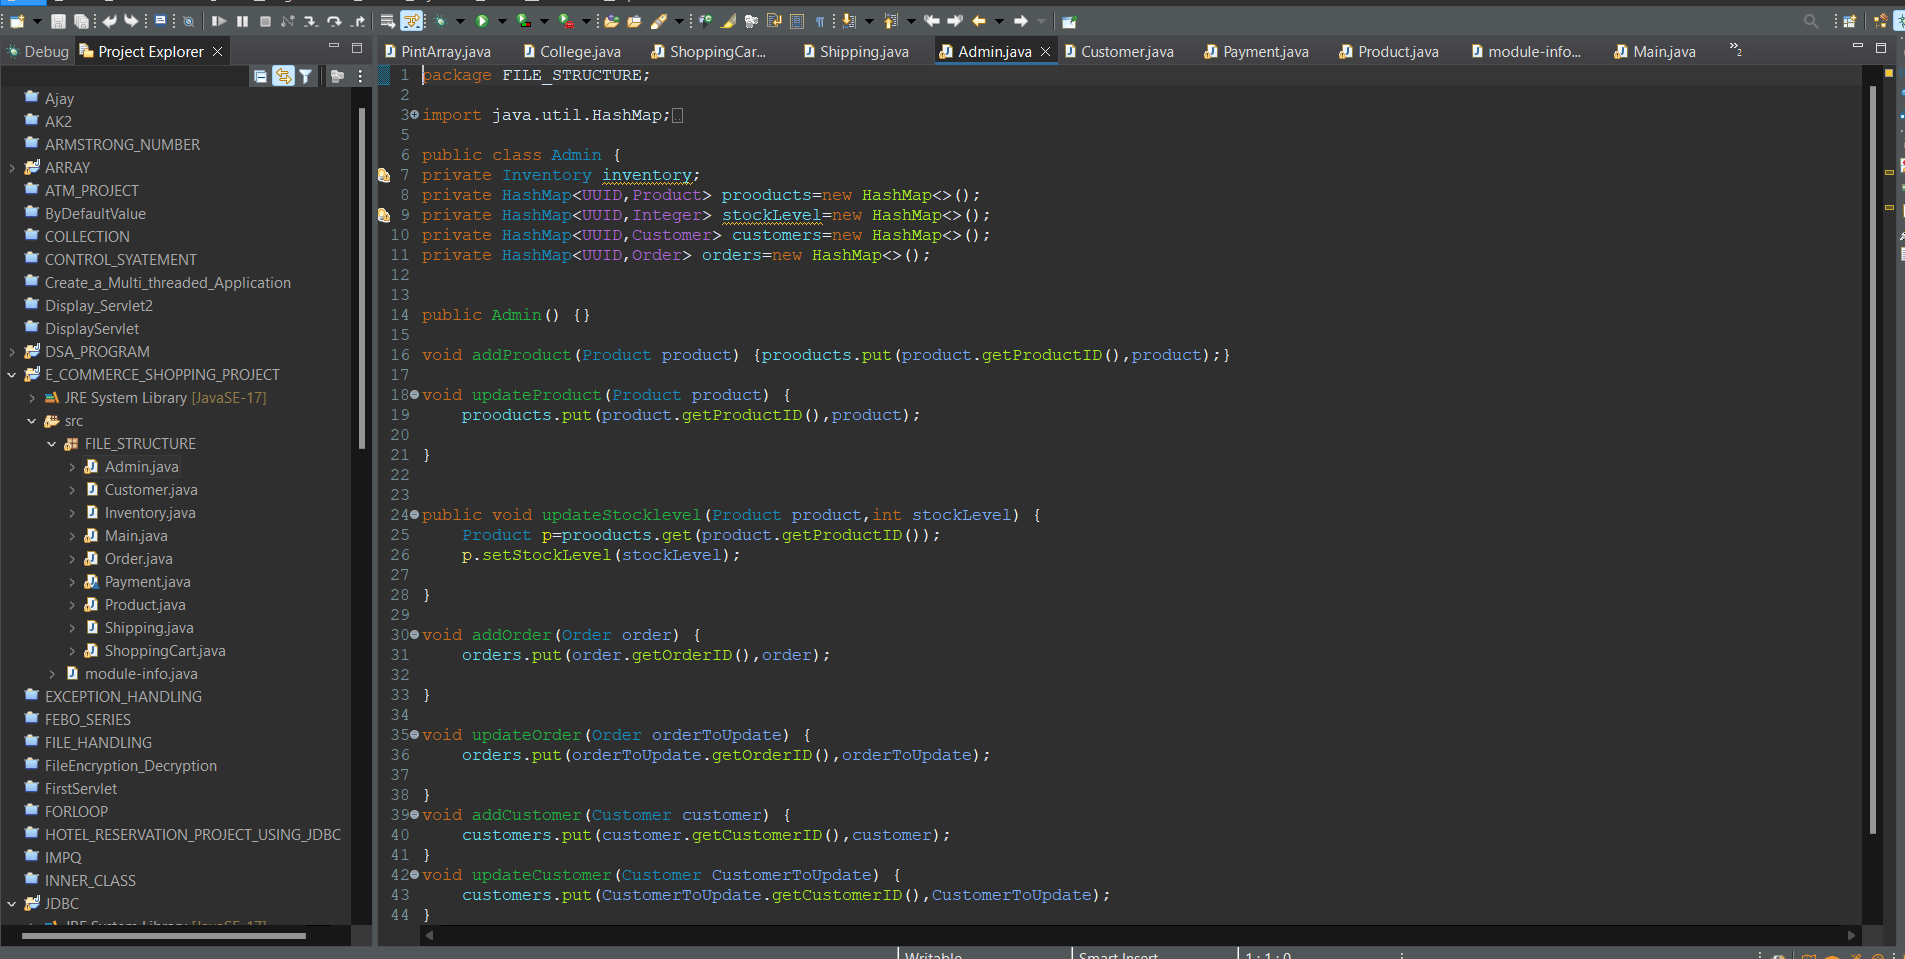 Debug
Project Explorer
PintArray.java
College.java
ShoppingCar...
Shipping.java
Admin.java
Customer.java
Payment.java
Product.java
module-info...
Main.java
»2
Ajay
AK2
ARMSTRONG_NUMBER
ARRAY
ATM_PROJECT
ByDefaultValue
COLLECTION
CONTROL_SYATEMENT
Create_a_Multi_threaded_Application
Display_Servlet2
DisplayServlet
DSA_PROGRAM
E_COMMERCE_SHOPPING_PROJECT
JRE System Library [JavaSE-17]
src
FILE_STRUCTURE
Admin.java
Customer.java
Inventory.java
Main.java
Order.java
Payment.java
Product.java
Shipping.java
ShoppingCart.java
module-info.java
EXCEPTION_HANDLING
FEBO_SERIES
FILE_HANDLING
FileEncryption_Decryption
FirstServlet
FORLOOP
HOTEL_RESERVATION_PROJECT_USING_JDBC
IMPQ
INNER_CLASS
JDBC
JRE System Library [JavaSE-17]
1 package FILE_STRUCTURE;
2
3 import java.util.HashMap;
5
6 public class Admin {
7 private Inventory inventory;
8 private HashMap<UUID,Product> prooducts=new HashMap<>();
9 private HashMap<UUID,Integer> stockLevel=new HashMap<>();
10 private HashMap<UUID,Customer> customers=new HashMap<>();
11 private HashMap<UUID,Order> orders=new HashMap<>();
12
13
14 public Admin() {}
15
16 void addProduct(Product product) {prooducts.put(product.getProductID(),product);}
17
18 void updateProduct(Product product) {
19 prooducts.put(product.getProductID(),product);
20
21 }
22
23
24 public void updateStocklevel(Product product,int stockLevel) {
25 Product p=prooducts.get(product.getProductID());
26 p.setStockLevel(stockLevel);
27
28 }
29
30 void addOrder(Order order) {
31 orders.put(order.getOrderID(),order);
32
33 }
34
35 void updateOrder(Order orderToUpdate) {
36 orders.put(orderToUpdate.getOrderID(),orderToUpdate);
37
38 }
39 void addCustomer(Customer customer) {
40 customers.put(customer.getCustomerID(),customer);
41 }
42 void updateCustomer(Customer CustomerToUpdate) {
43 customers.put(CustomerToUpdate.getCustomerID(),CustomerToUpdate);
44 }
Writable
Smart Insert
1 : 1 : 0